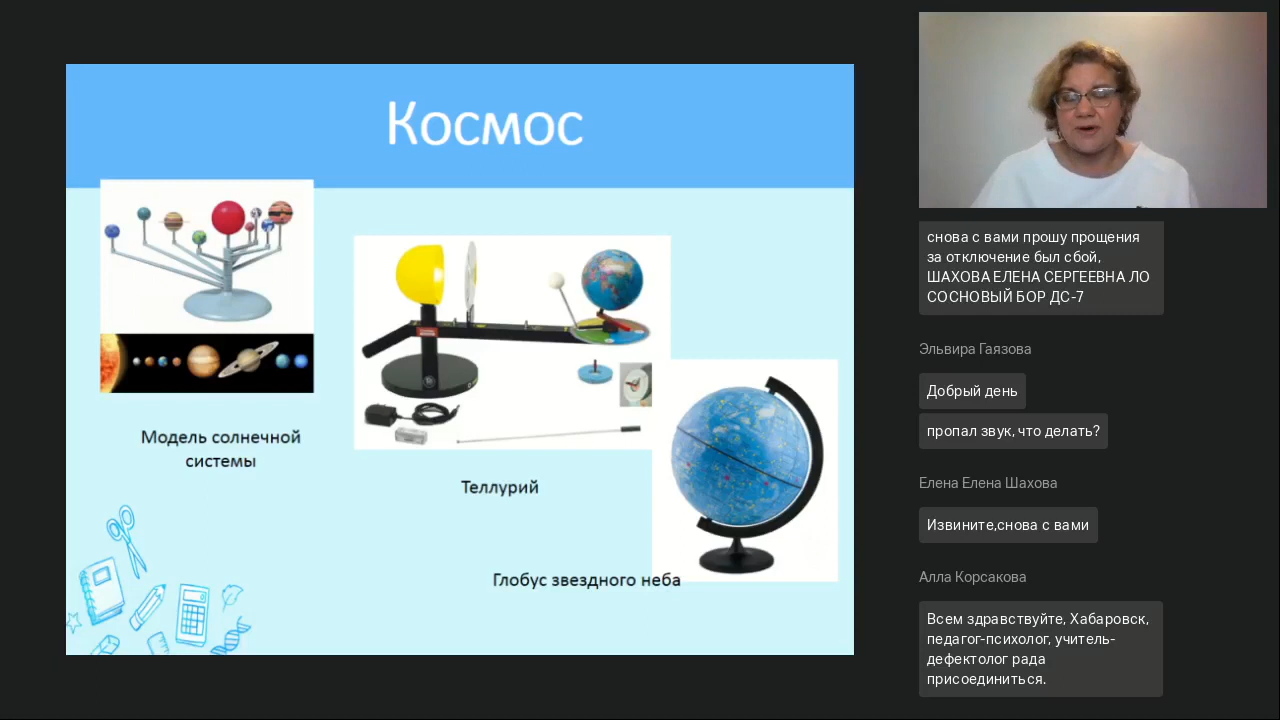 Космос
Модель солнечной
системы
Теллурий
Глобус звездного неба
снова с вами прошу прощения
за отключение был сбой,
ШАХОВА ЕЛЕНА СЕРГЕЕВНА ЛО
СОСНОВЫЙ БОР ДС-7
Эльвира Гаязова
Добрый день
пропал звук, что делать?
Елена Елена Шахова
Извините,снова с вами
Алла Корсакова
Всем здравствуйте, Хабаровск,
педагог-психолог, учитель-
дефектолог рада
присоединиться.